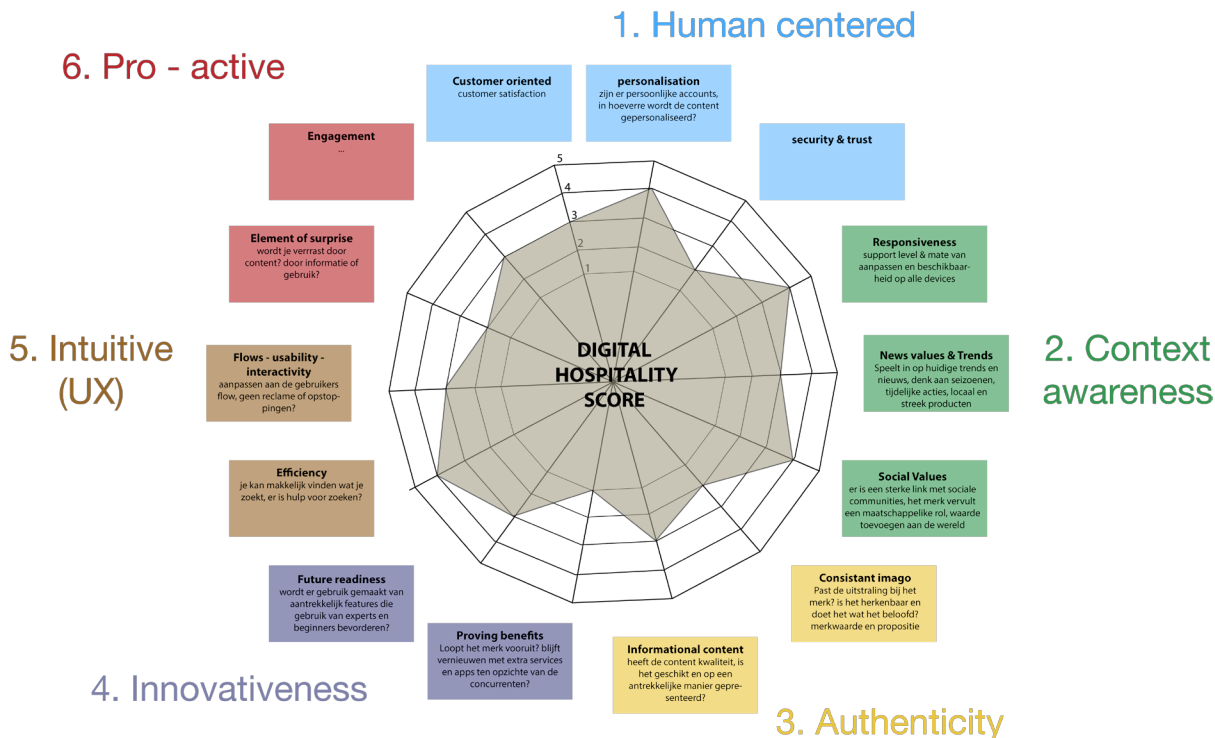 1. Human centered
6. Pro - active
Customer oriented
customer satisfaction
personalisation
zijn er persoonlijke accounts,
in hoeverre wordt de content
gepersonaliseerd?
Engagement
...
security & trust
5
4
3
2
1
Element of surprise
wordt je verrrast door
content? door informatie of
gebruik?
Responsiveness
support level & mate van
aanpassen en beschikbaar-
heid op alle devices
5. Intuitive
(UX)
Flows - usability -
interactivity
aanpassen aan de gebruikers
flow, geen reclame of opstop-
pingen?
DIGITAL
HOSPITALITY
SCORE
News values & Trends
Speelt in op huidige trends en
nieuws, denk aan seizoenen,
tijdelijke acties, locaal en
streek producten
2. Context
awareness
Efficiency
je kan makkelijk vinden wat je
zoekt, er is hulp voor zoeken?
Social Values
er is een sterke link met sociale
communities, het merk vervult
een maatschappelike rol, waarde
toevoegen aan de wereld
Future readiness
wordt er gebruik gemaakt van
aantrekkelijk features die
gebruik van experts en
beginners bevorderen?
Consistant imago
Past de uitstraling bij het
merk? is het herkenbaar en
doet het wat het beloofd?
merkwaarde en propositie
Proving benefits
Loopt het merk vooruit? blijft
vernieuwen met extra services
en apps ten opzichte van de
concurrenten?
Informational content
heeft de content kwaliteit, is
het geschikt en op een
antrekkelijke manier gepre-
senteerd?
4. Innovativeness
3. Authenticity